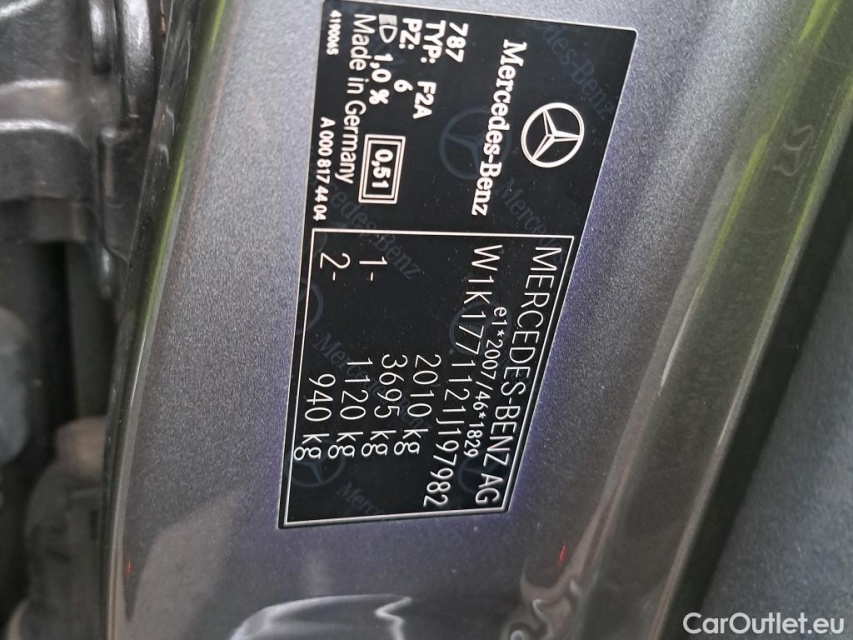 Mercedes-Benz
787
TYP: F2A
PZ: 6
1,0 %
Made in Germany
0,51
4190065
A 000 817 44 04
MERCEDES-BENZ AG
e1*2007/46*1829
W1K1771121J197982
2010 kg
3695 kg
1- 1120 kg
2- 940 kg
CarOutlet.eu